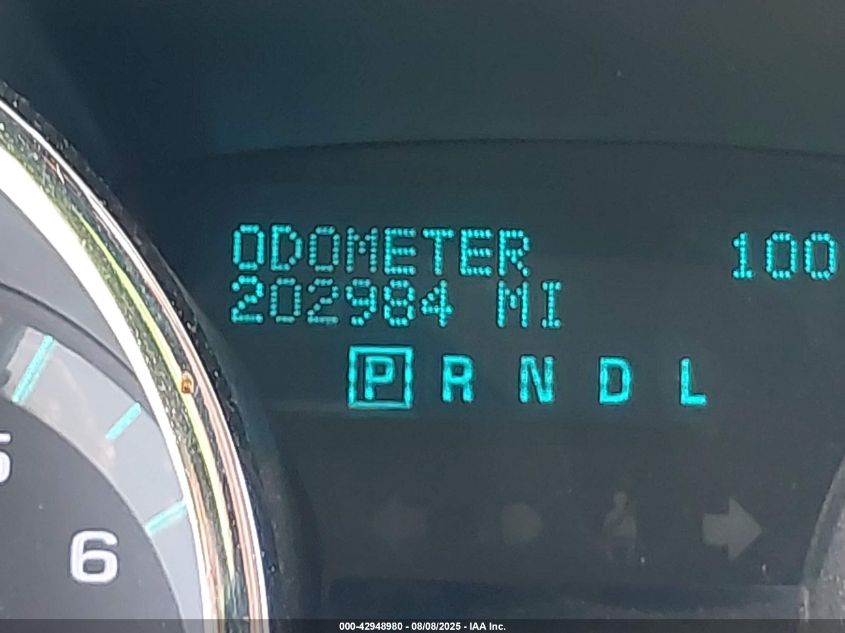 ODOMETER 100
202984 MI
P R N D L
5
6
000-42948980 - 08/08/2025 - IAA Inc.